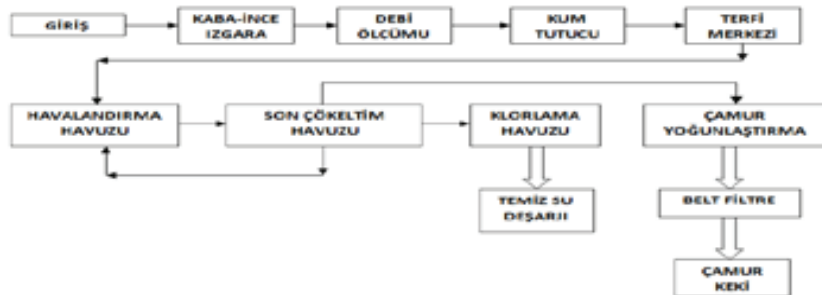 GİRİŞ
KABA-İNCE
IZGARA
DEBİ
ÖLÇÜMU
KUM
TUTUCU
TERFİ
MERKEZİ
HAVALANDIRMA
HAVUZU
SON ÇÖKELTİM
HAVUZU
KLORLAMA
HAVUZU
ÇAMUR
YOĞUNLAŞTIRMA
TEMİZ SU
DEŞARJI
BELT FİLTRE
ÇAMUR
KEKİ